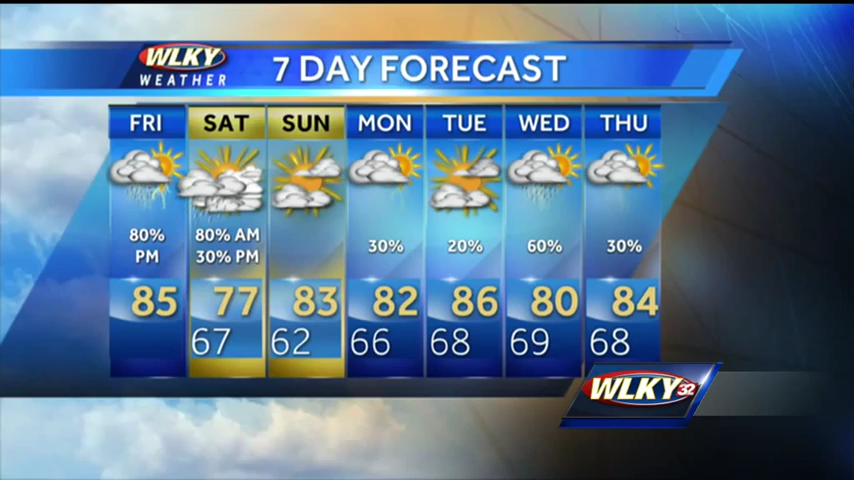 WLKY
WEATHER
7 DAY FORECAST
FRI SAT SUN MON TUE WED THU
80% PM
80% AM 30% PM
30% 20% 60% 30%
85 77 83 82 86 80 84
67 62 66 68 69 68
WLKY 32